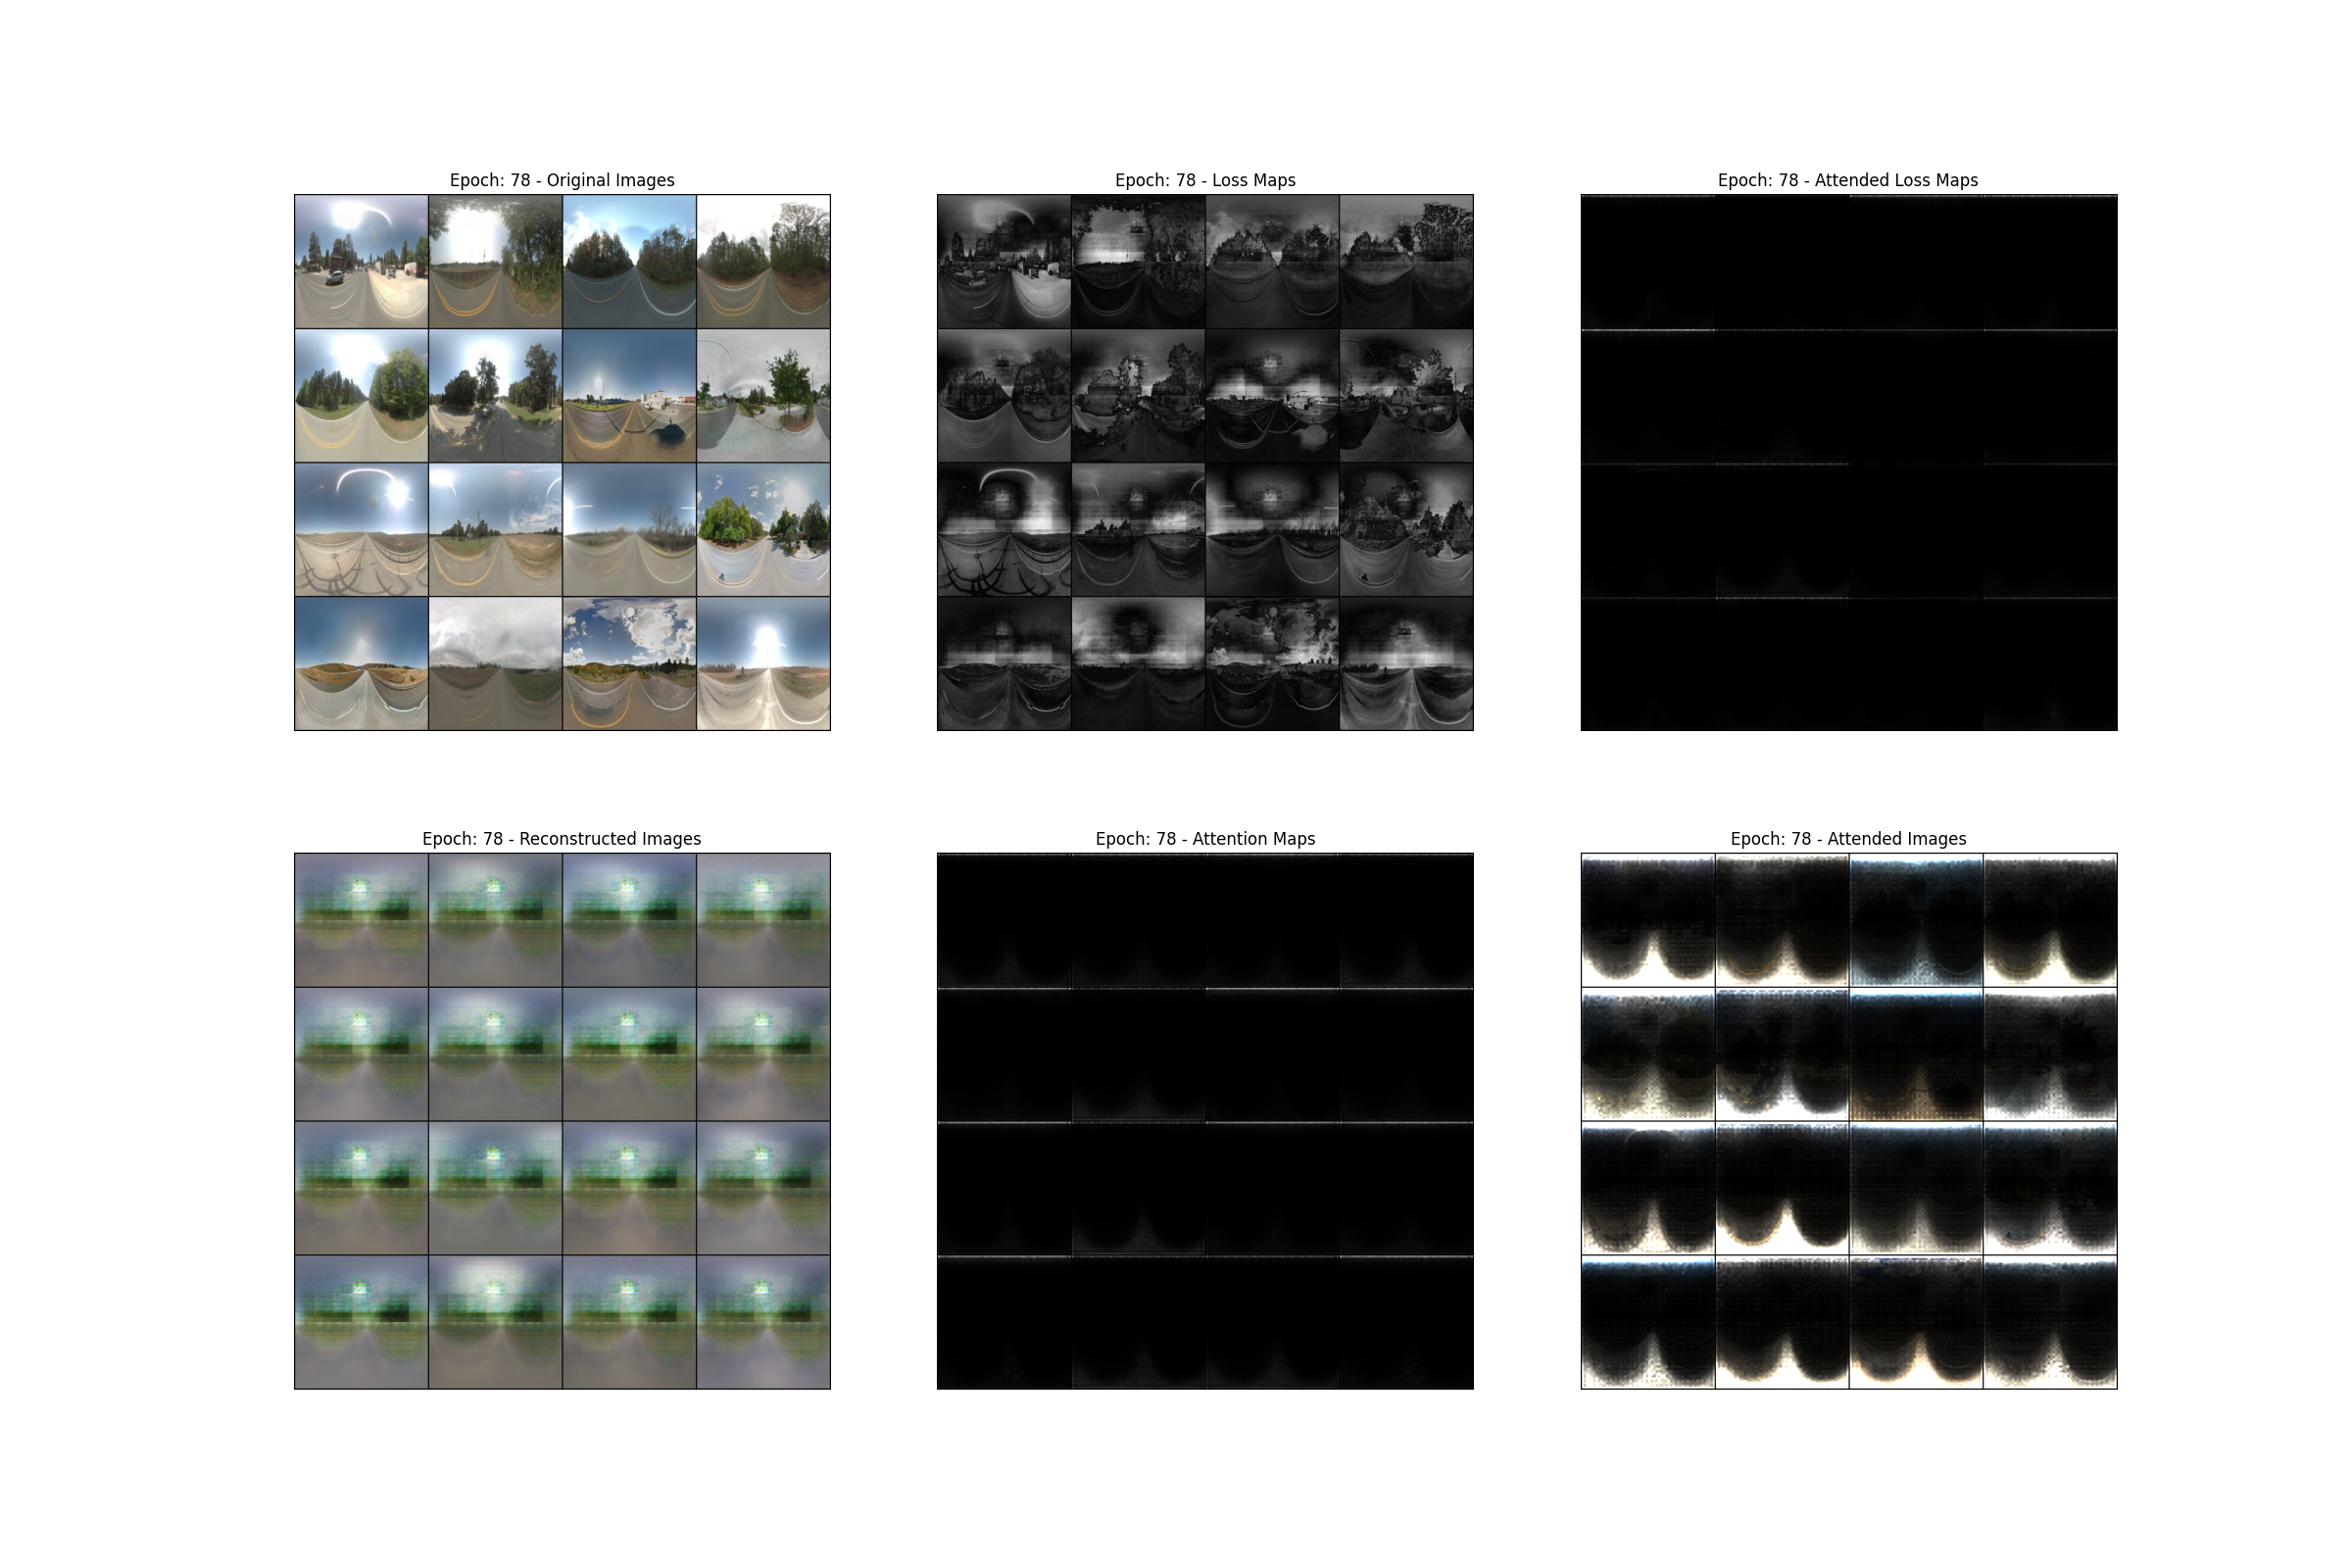 Epoch: 78 - Original Images
Epoch: 78 - Loss Maps
Epoch: 78 - Attended Loss Maps
Epoch: 78 - Reconstructed Images
Epoch: 78 - Attention Maps
Epoch: 78 - Attended Images